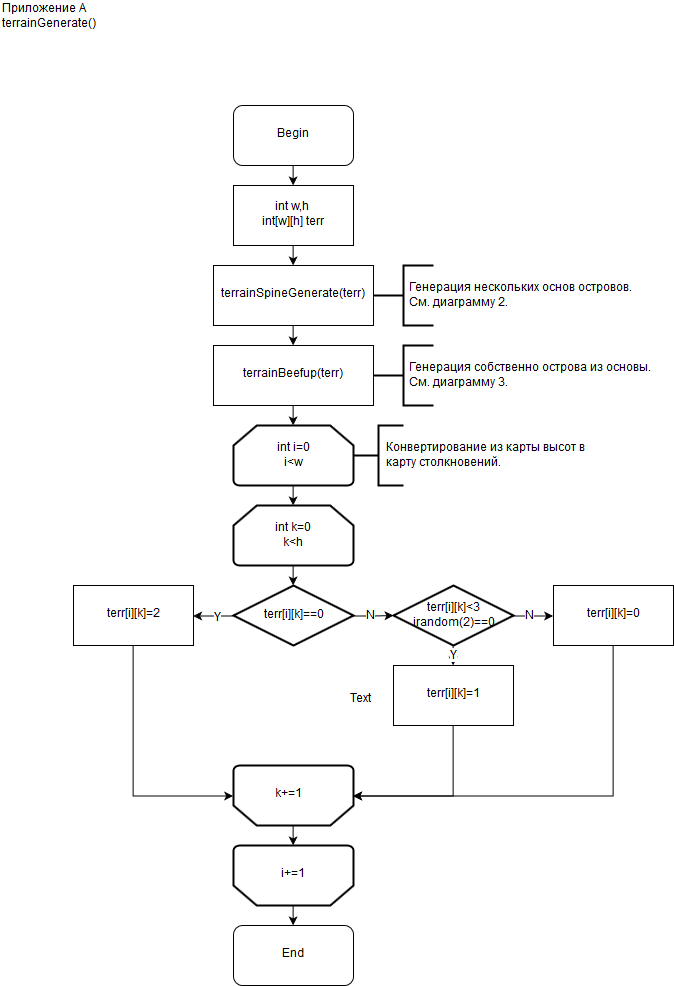 Приложение А
terrainGenerate()
Begin
int w,h
int[w][h] terr
terrainSpineGenerate(terr)
Генерация нескольких основ островов.
См. диаграмму 2.
terrainBeefup(terr)
Генерация собственно острова из основы.
См. диаграмму 3.
int i=0
i<w
Конвертирование из карты высот в
карту столкновений.
int k=0
k<h
terr[i][k]=2
Y
terr[i][k]==0
N
terr[i][k]<3
irandom(2)==0
N
terr[i][k]=0
Y
Text
terr[i][k]=1
k+=1
i+=1
End